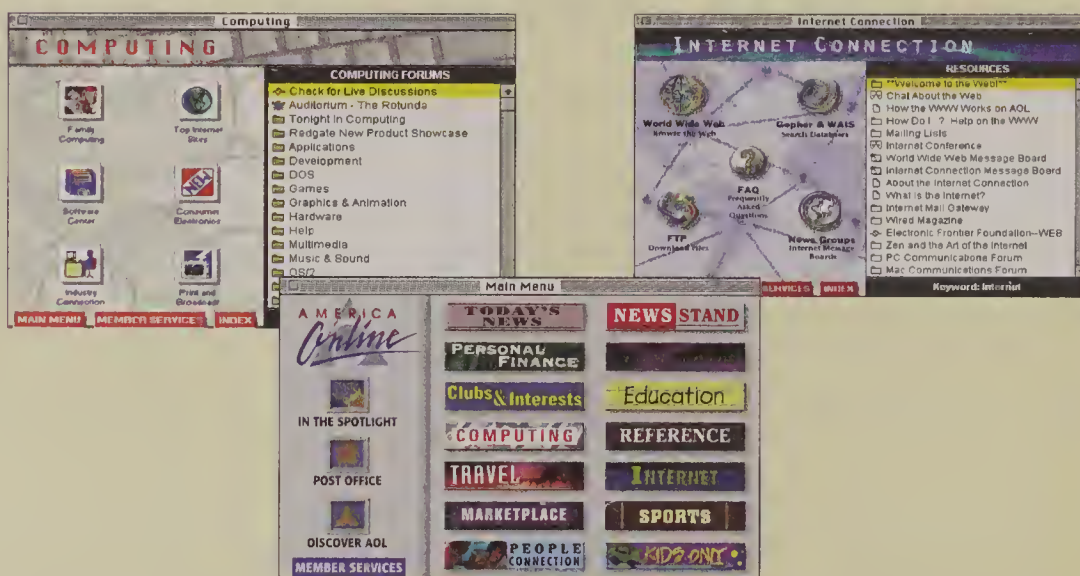 Computing
COMPUTING
Family
Computing
Top Internet
Sites
Software
Center
Consumer
Electronics
Industry
Connection
Print and
Broadcast
MAIN MENU
MEMBER SERVICES
INDEX
COMPUTING FORUMS
Check for Live Discussions
Auditorium - The Rotunda
Tonight In Computing
Redgate New Product Showcase
Applications
Development
DOS
Games
Graphics & Animation
Hardware
Help
Multimedia
Music & Sound
OS/2
Internet Connection
INTERNET CONNECTION
World Wide Web
Browse the Web
Gopher & WAIS
Search Databases
FAQ
Frequently
Asked
Questions
FTP
Download Files
News Groups
Internet Message
Boards
SERVICES
INDEX
RESOURCES
**Welcome to the Web!**
Chat About the Web
How the WWW Works on AOL
How Do I ? Help on the WWW
Mailing Lists
Internet Conference
World Wide Web Message Board
Internet Connection Message Board
About the Internet Connection
What is the Internet?
Internet Mail Gateway
Wired Magazine
Electronic Frontier Foundation--WEB
Zen and the Art of the Internet
PC Communications Forum
Mac Communications Forum
Keyword: Internet
Main Menu
AMERICA
Online
IN THE SPOTLIGHT
POST OFFICE
DISCOVER AOL
MEMBER SERVICES
TODAY'S
NEWS
PERSONAL
FINANCE
Clubs & Interests
COMPUTING
TRAVEL
MARKETPLACE
PEOPLE
CONNECTION
NEWS STAND
Education
REFERENCE
INTERNET
SPORTS
KIDS ONLY